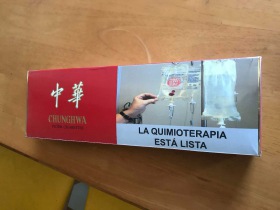 中華
CHUNGHWA
LA QUIMIOTERAPIA
ESTÁ LISTA